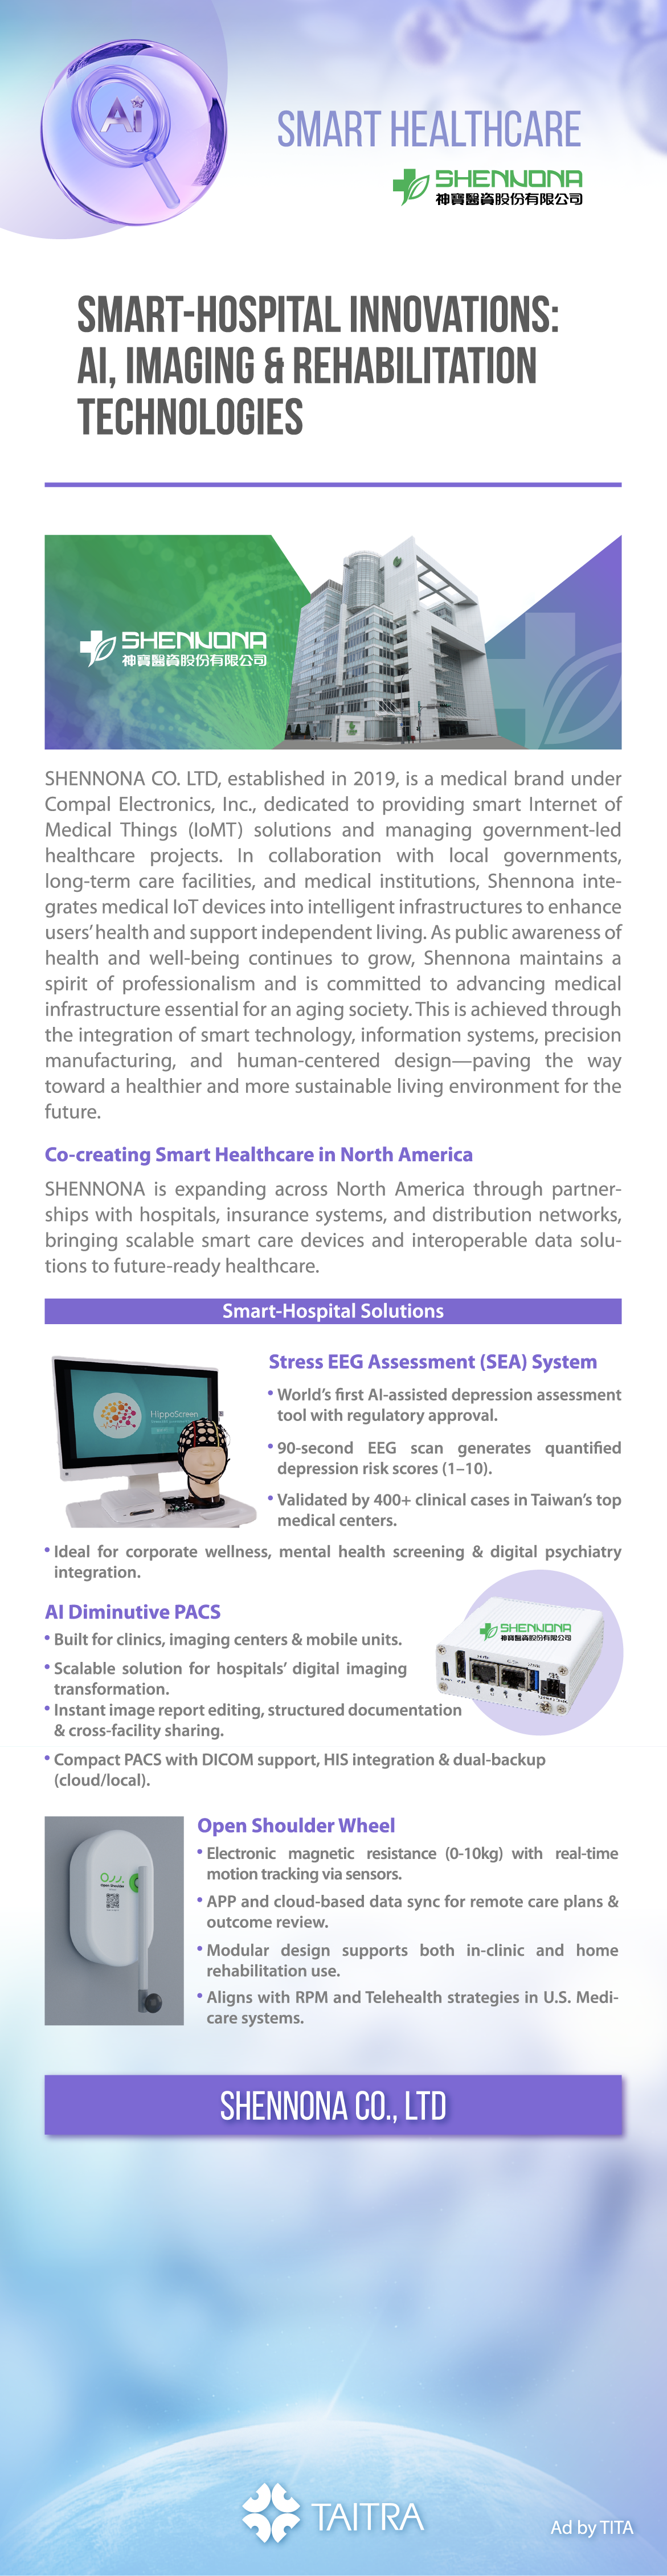 Ai
SMART HEALTHCARE
SHENNONA
神寶醫資股份有限公司
SMART-HOSPITAL INNOVATIONS:
AI, IMAGING & REHABILITATION
TECHNOLOGIES
SHENNONA
神寶醫資股份有限公司
SHENNONA CO. LTD, established in 2019, is a medical brand under
Compal Electronics, Inc., dedicated to providing smart Internet of
Medical Things (IoMT) solutions and managing government-led
healthcare projects. In collaboration with local governments,
long-term care facilities, and medical institutions, Shennona inte-
grates medical IoT devices into intelligent infrastructures to enhance
users' health and support independent living. As public awareness of
health and well-being continues to grow, Shennona maintains a
spirit of professionalism and is committed to advancing medical
infrastructure essential for an aging society. This is achieved through
the integration of smart technology, information systems, precision
manufacturing, and human-centered design—paving the way
toward a healthier and more sustainable living environment for the
future.
Co-creating Smart Healthcare in North America
SHENNONA is expanding across North America through partner-
ships with hospitals, insurance systems, and distribution networks,
bringing scalable smart care devices and interoperable data solu-
tions to future-ready healthcare.
Smart-Hospital Solutions
HippoScreen
Stress EEG Assessment (SEA) System
• World's first AI-assisted depression assessment
tool with regulatory approval.
• 90-second EEG scan generates quantified
depression risk scores (1–10).
• Validated by 400+ clinical cases in Taiwan's top
medical centers.
• Ideal for corporate wellness, mental health screening & digital psychiatry
integration.
AI Diminutive PACS
• Built for clinics, imaging centers & mobile units.
• Scalable solution for hospitals' digital imaging
transformation.
• Instant image report editing, structured documentation
& cross-facility sharing.
• Compact PACS with DICOM support, HIS integration & dual-backup
(cloud/local).
SHENNONA
神寶醫資股份有限公司
Open Shoulder
Open Shoulder Wheel
• Electronic magnetic resistance (0-10kg) with real-time
motion tracking via sensors.
• APP and cloud-based data sync for remote care plans &
outcome review.
• Modular design supports both in-clinic and home
rehabilitation use.
• Aligns with RPM and Telehealth strategies in U.S. Medi-
care systems.
SHENNONA CO., LTD
TAITRA
Ad by TITA